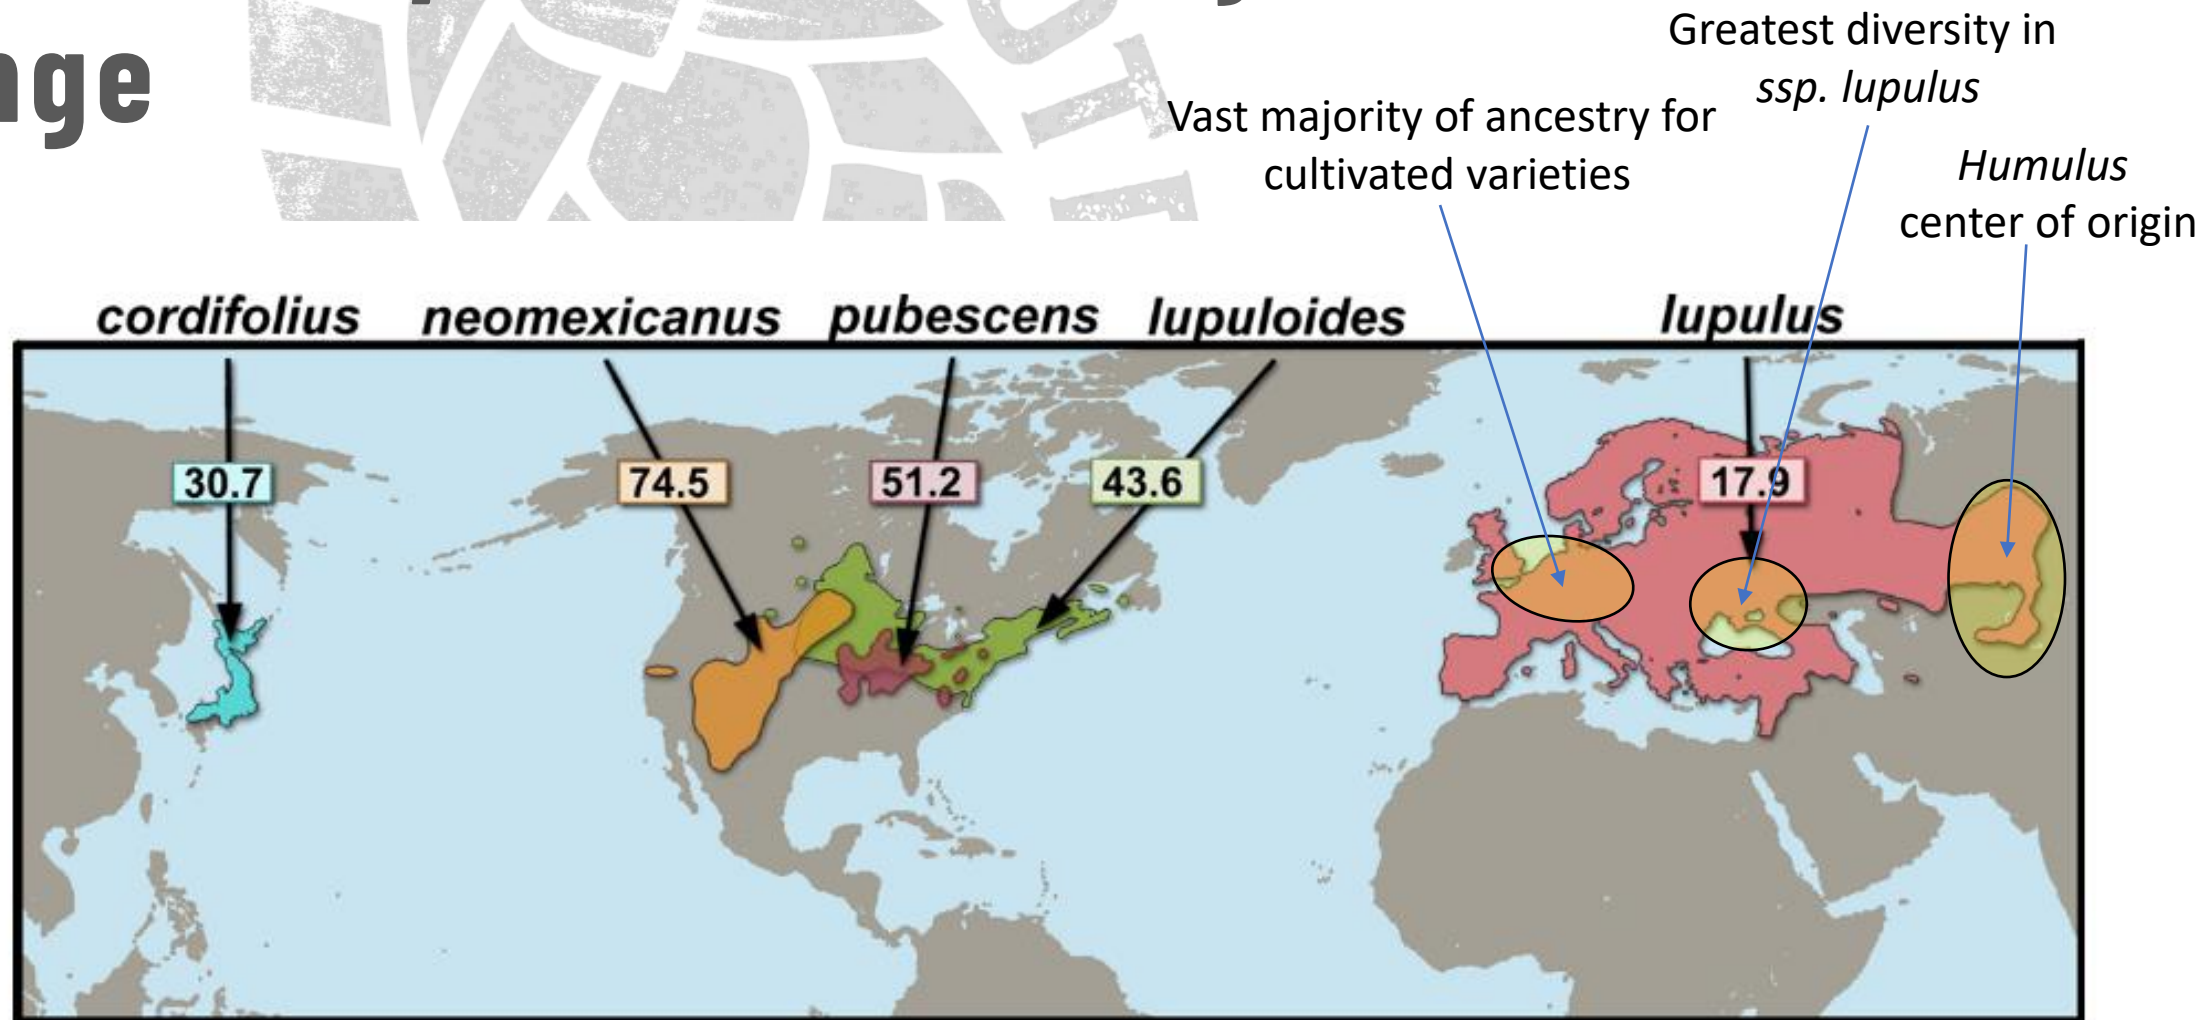 nge
Greatest diversity in
ssp. lupulus
Vast majority of ancestry for
cultivated varieties
Humulus
center of origin
cordifolius neomexicanus pubescens lupuloides lupulus
30.7 74.5 51.2 43.6 17.9